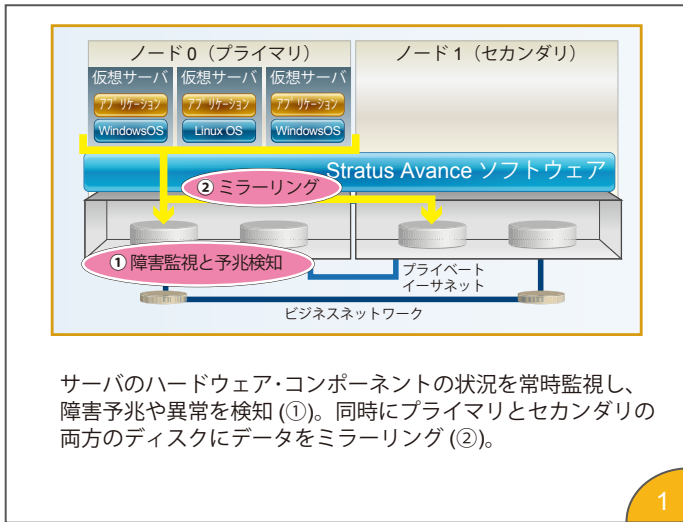 ノード 0(プライマリ)
ノード 1(セカンダリ)
仮想サーバ 仮想サーバ 仮想サーバ
アプリケーション アプリケーション アプリケーション
WindowsOS Linux OS WindowsOS
Stratus Avance ソフトウェア
② ミラーリング
① 障害監視と予兆検知
プライベート
イーサネット
ビジネスネットワーク
サーバのハードウェア・コンポーネントの状況を常時監視し、
障害予兆や異常を検知 (①)。同時にプライマリとセカンダリの
両方のディスクにデータをミラーリング (②)。
1